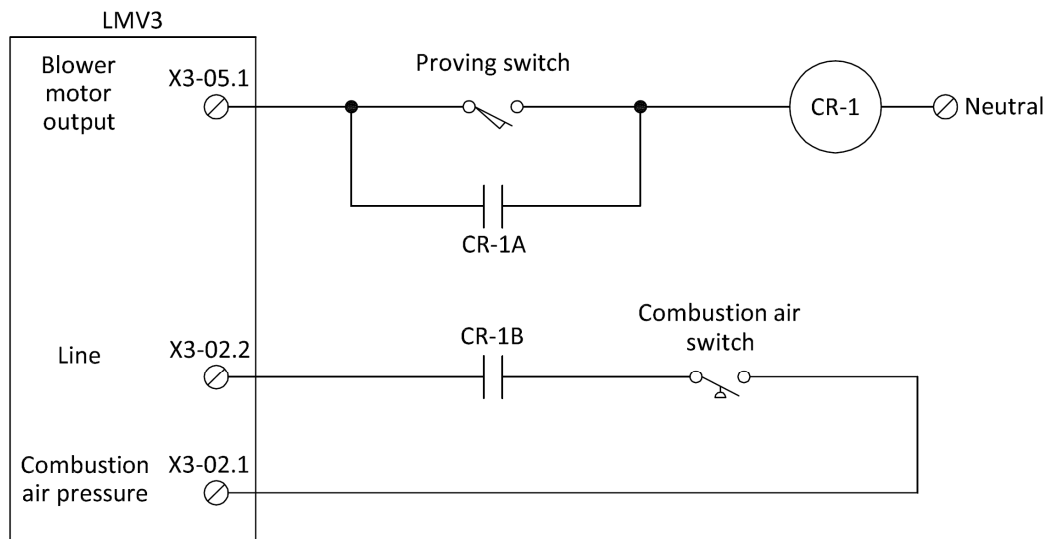 LMV3
Blower
motor
output
X3-05.1
Proving switch
CR-1
Neutral
CR-1A
Line
X3-02.2
CR-1B
Combustion air
switch
Combustion
air pressure
X3-02.1